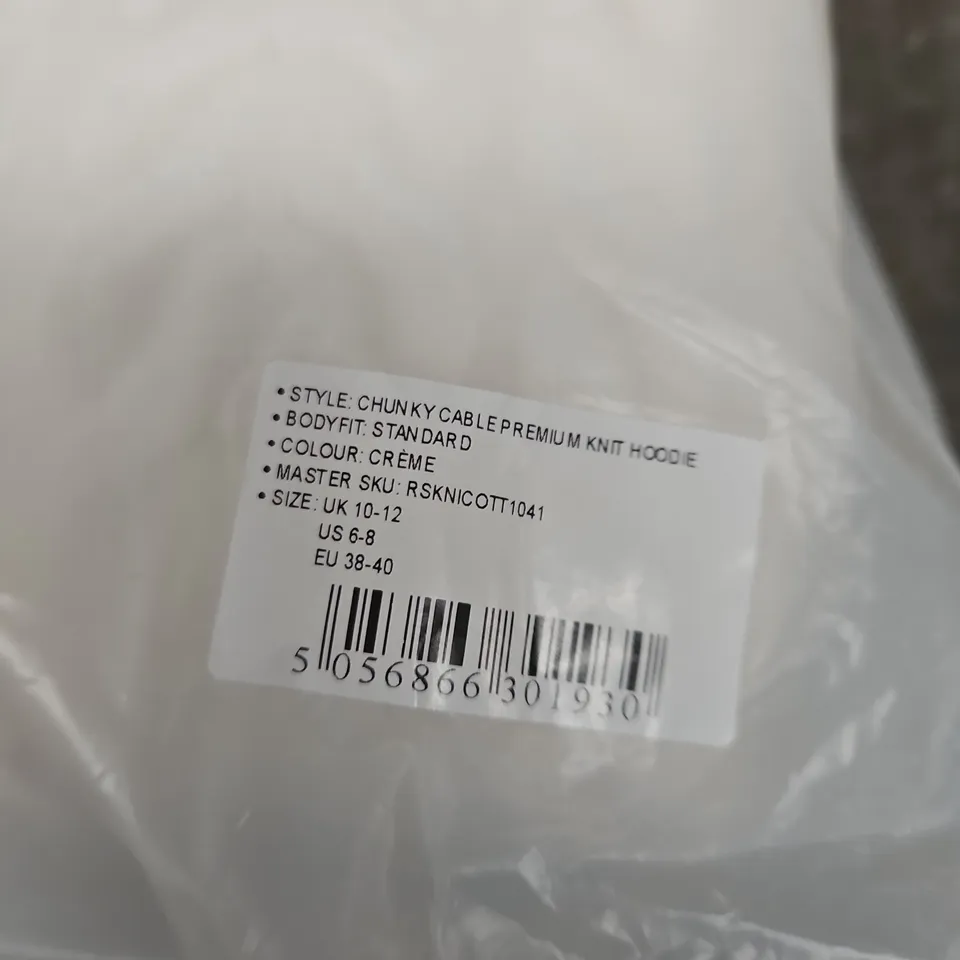 • STYLE: CHUNKY CABLE PREMIUM KNIT HOODIE
• BODYFIT: STANDARD
• COLOUR: CRÈME
• MASTER SKU: RSKNICOTT1041
• SIZE: UK 10-12
US 6-8
EU 38-40
5 056866 301930